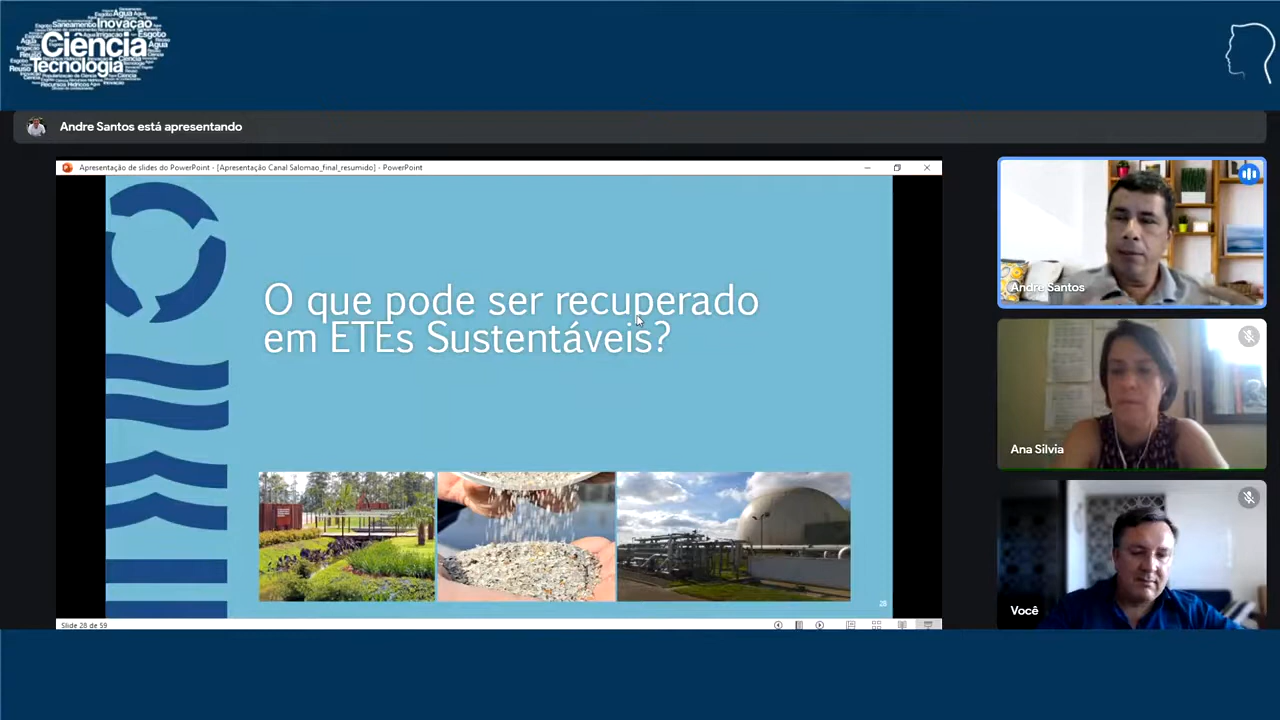 Ciência
Tecnologia
Inovação
Saneamento
Água
Esgoto
Reuso
Andre Santos está apresentando
Apresentação de slides do PowerPoint - [Apresentação Canal Salomao_final_resumido] - PowerPoint
O que pode ser recuperado
em ETEs Sustentáveis?
28
Slide 28 de 59
Andre Santos
Ana Silvia
Você